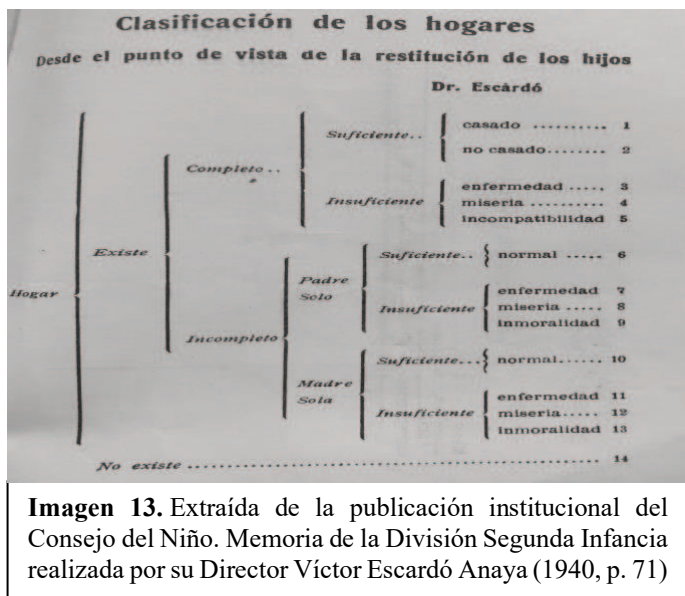 Clasificación de los hogares
Desde el punto de vista de la restitución de los hijos
Dr. Escardó
Suficiente.. casado .......... 1
no casado........ 2
Completo..
Insuficiente enfermedad ..... 3
miseria .......... 4
incompatibilidad 5
Existe
Suficiente.. normal ..... 6
Padre
Solo
Hogar
Insuficiente enfermedad 7
miseria ..... 8
inmoralidad 9
Incompleto
Suficiente... normal...... 10
Madre
Sola
Insuficiente enfermedad 11
miseria..... 12
inmoralidad 13
No existe ........................................................ 14
Imagen 13. Extraída de la publicación institucional del
Consejo del Niño. Memoria de la División Segunda Infancia
realizada por su Director Víctor Escardó Anaya (1940, p. 71)